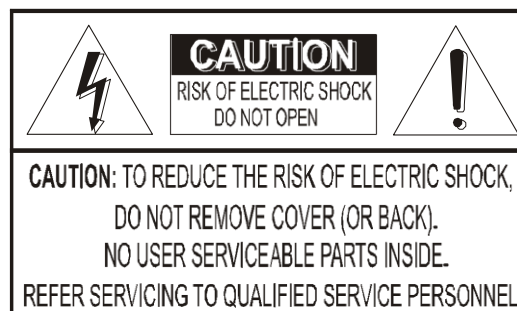 CAUTION
RISK OF ELECTRIC SHOCK
DO NOT OPEN
CAUTION: TO REDUCE THE RISK OF ELECTRIC SHOCK,
DO NOT REMOVE COVER (OR BACK).
NO USER SERVICEABLE PARTS INSIDE.
REFER SERVICING TO QUALIFIED SERVICE PERSONNEL